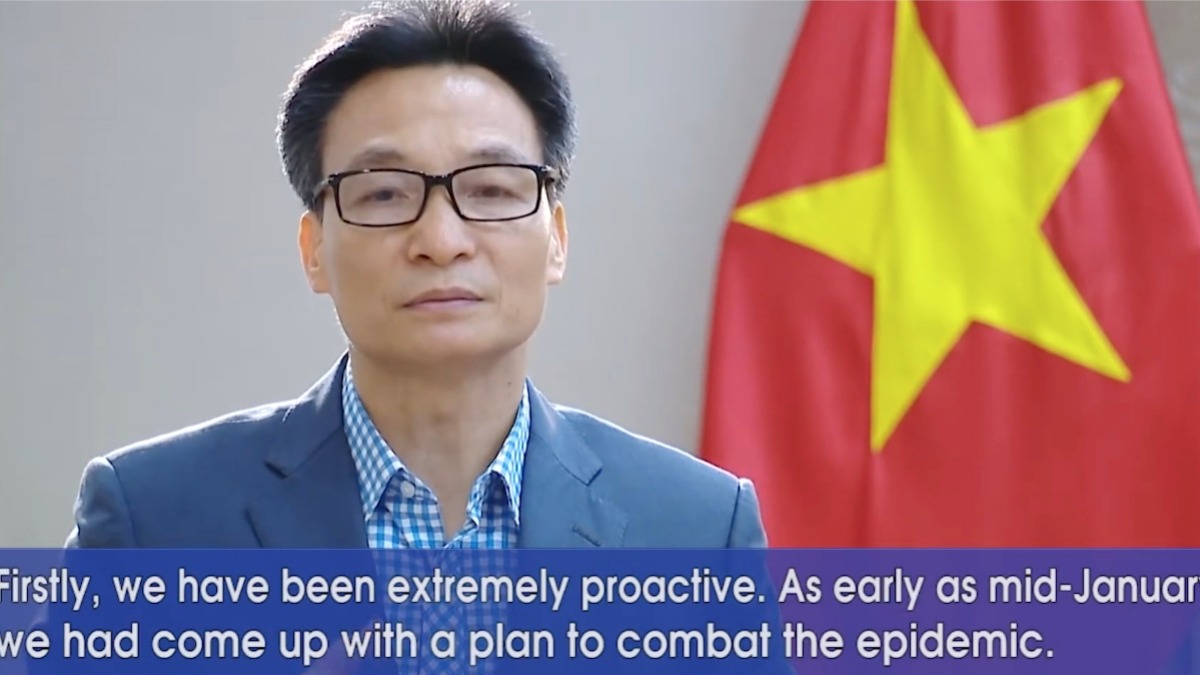 Firstly, we have been extremely proactive. As early as mid-January
we had come up with a plan to combat the epidemic.